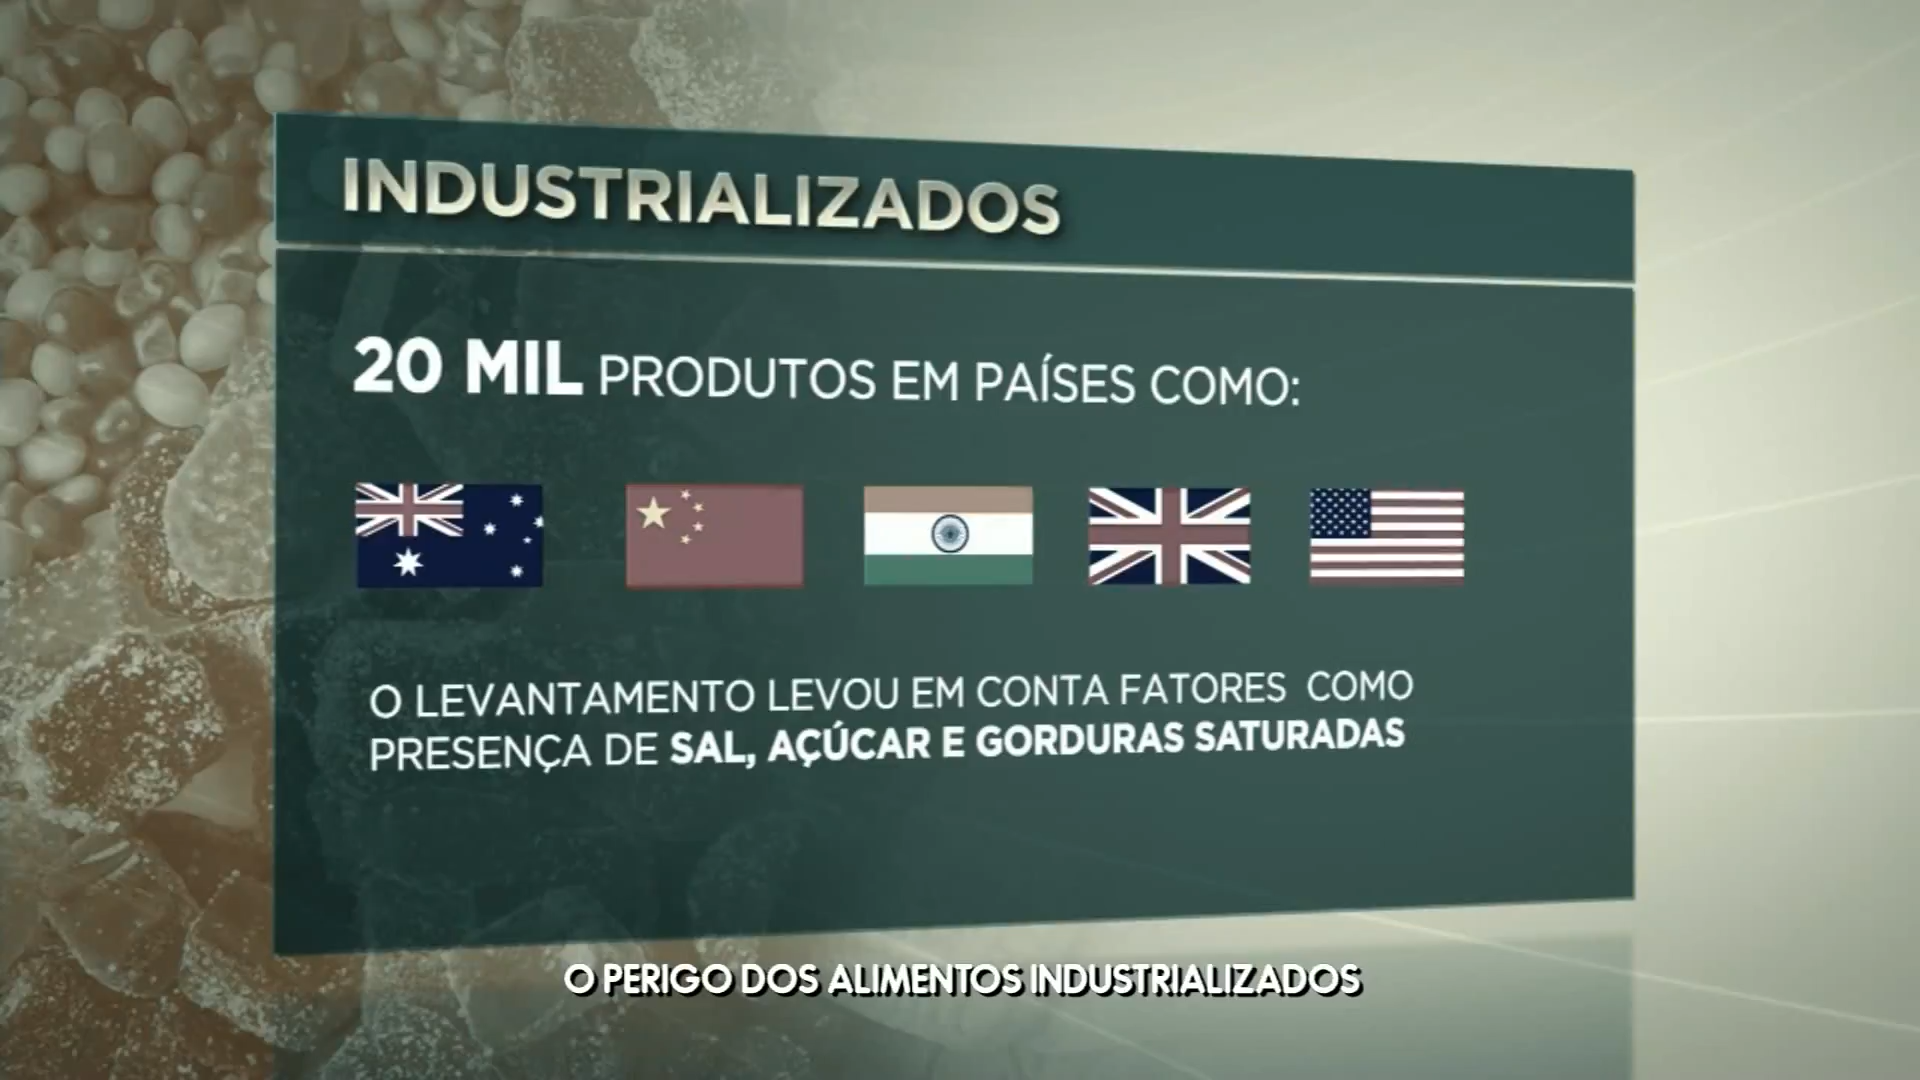 INDUSTRIALIZADOS
20 MIL PRODUTOS EM PAÍSES COMO:
O LEVANTAMENTO LEVOU EM CONTA FATORES COMO
PRESENÇA DE SAL, AÇÚCAR E GORDURAS SATURADAS
O PERIGO DOS ALIMENTOS INDUSTRIALIZADOS